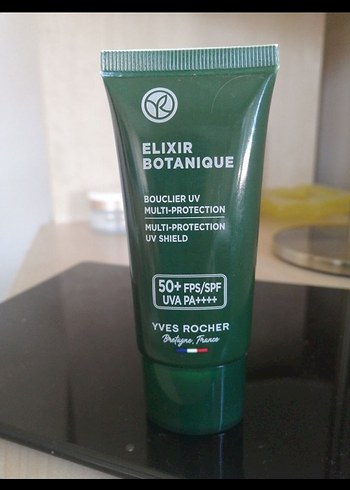 ELIXIR
BOTANIQUE
BOUCLIER UV
MULTI-PROTECTION
MULTI-PROTECTION
UV SHIELD
50+ FPS/SPF
UVA PA++++
YVES ROCHER
Bretagne, France